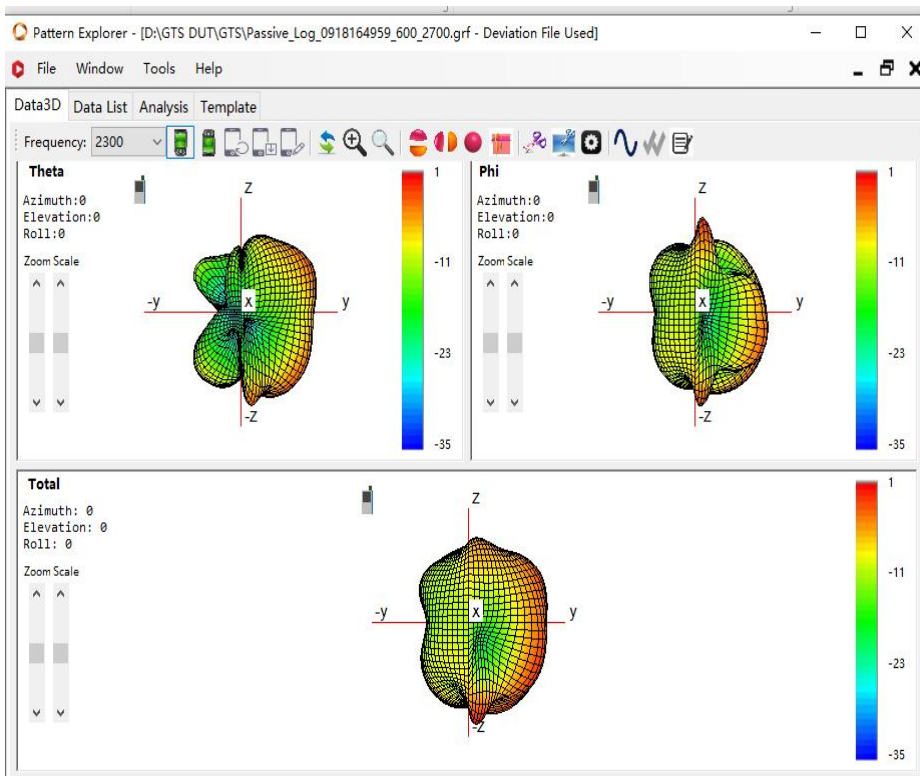 Pattern Explorer - [D:\GTS DUT\GTS\Passive_Log_0918164959_600_2700.grf - Deviation File Used]
File Window Tools Help
Data3D Data List Analysis Template
Frequency: 2300
Theta
Azimuth:0
Elevation:0
Roll:0
Zoom Scale
Z
-y
x
y
-Z
1
-11
-23
-35
Phi
Azimuth:0
Elevation:0
Roll:0
Zoom Scale
Z
-y
x
y
-Z
1
-11
-23
-35
Total
Azimuth: 0
Elevation: 0
Roll: 0
Zoom Scale
Z
-y
x
y
-Z
1
-11
-23
-35